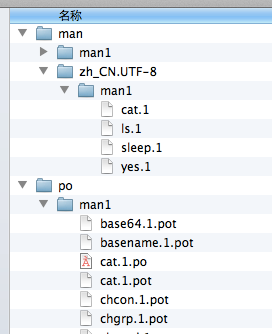 名称
man
man1
zh_CN.UTF-8
man1
cat.1
ls.1
sleep.1
yes.1
po
man1
base64.1.pot
basename.1.pot
cat.1.po
cat.1.pot
chcon.1.pot
chgrp.1.pot